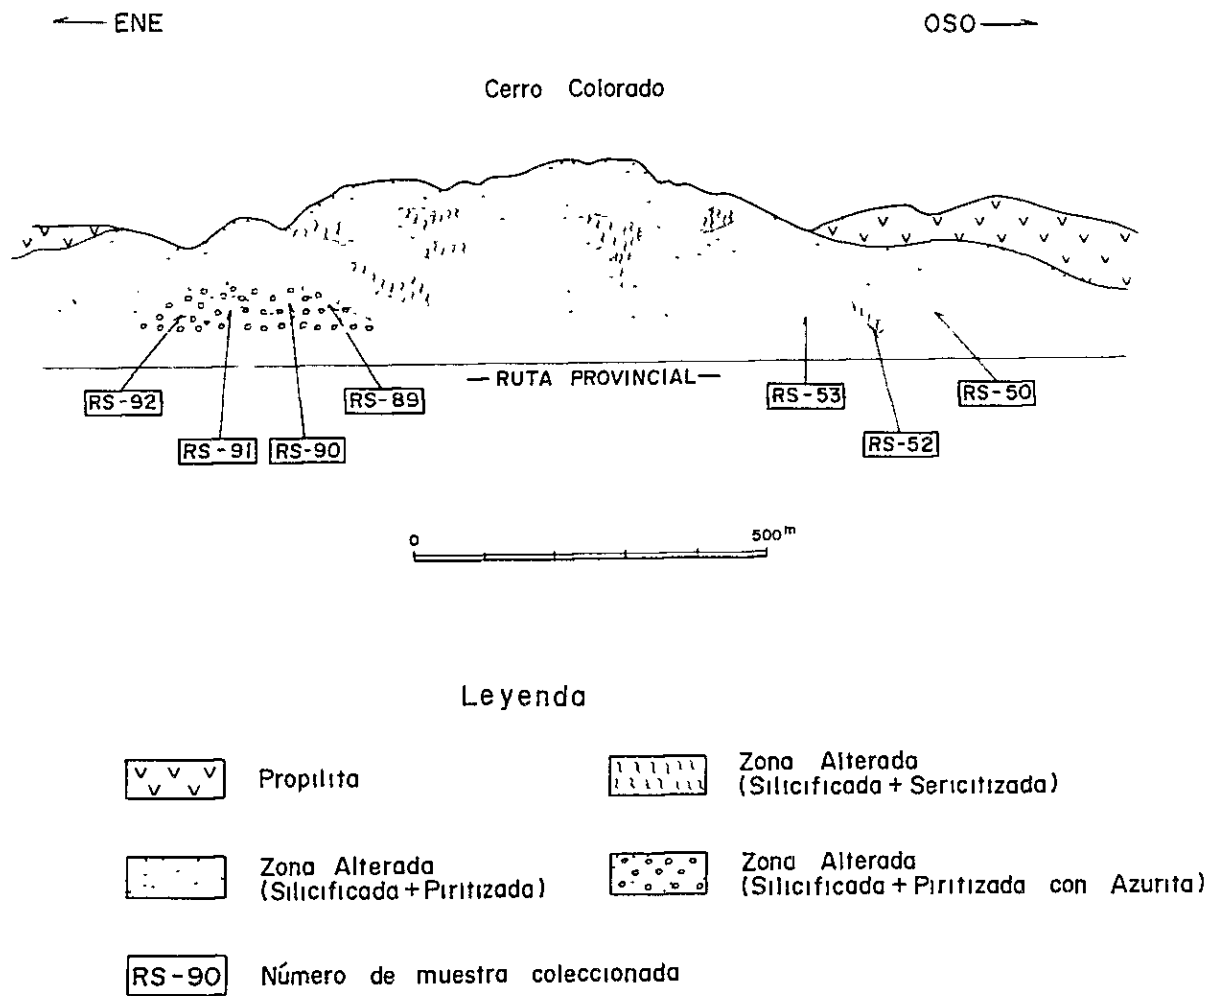 ENE
OSO
Cerro Colorado
—RUTA PROVINCIAL—
RS-92
RS-89
RS-53
RS-50
RS-91
RS-90
RS-52
0
500m
Leyenda
Propilita
Zona Alterada
(Silicificada + Sericitizada)
Zona Alterada
(Silicificada + Piritizada)
Zona Alterada
(Silicificada + Piritizada con Azurita)
RS-90
Número de muestra coleccionada